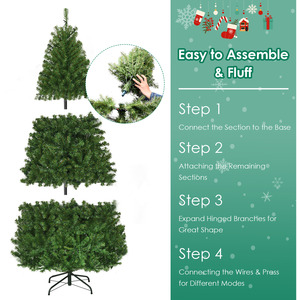 Easy to Assemble
& Fluff
Step 1
Connect the Section to the Base
Step 2
Attaching the Remaining
Sections
Step 3
Expand Hinged Brancties for
Great Shape
Step 4
Connecting the Wires & Press
for Different Modes